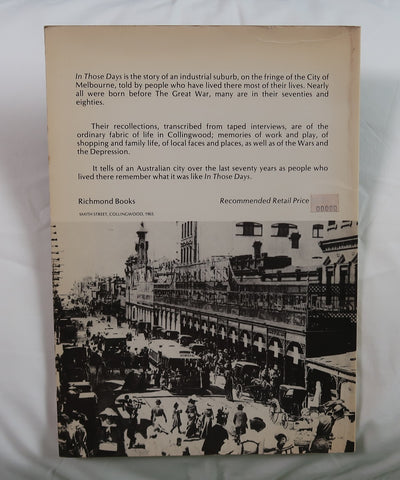 In Those Days is the story of an industrial suburb, on the fringe of the City of
Melbourne, told by people who have lived there most of their lives. Nearly
all were born before The Great War, many are in their seventies and
eighties.
Their recollections, transcribed from taped interviews, are of the
ordinary fabric of life in Collingwood; memories of work and play, of
shopping and family life, of local faces and places, as well as of the Wars and
the Depression.
It tells of an Australian city over the last seventy years as people who
lived there remember what it was like In Those Days.
Richmond Books Recommended Retail Price
00000
SMITH STREET, COLLINGWOOD,